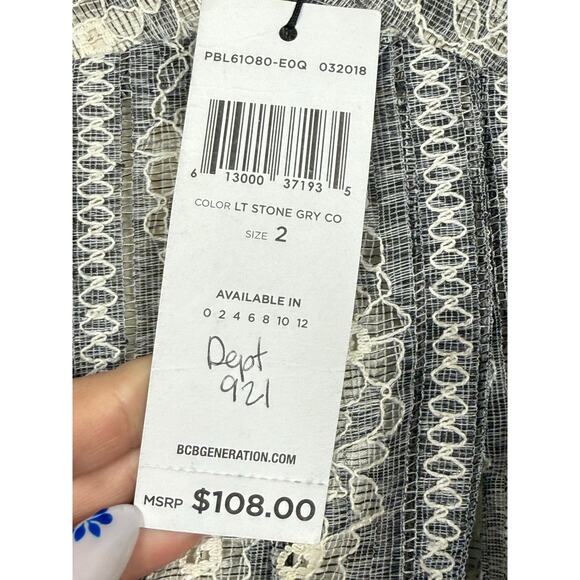 PBL61O80-E0Q 032018
6 13000 37193 5
COLOR LT STONE GRY CO
SIZE 2
AVAILABLE IN
0 2 4 6 8 10 12
Dept
921
BCBGENERATION.COM
MSRP $108.00